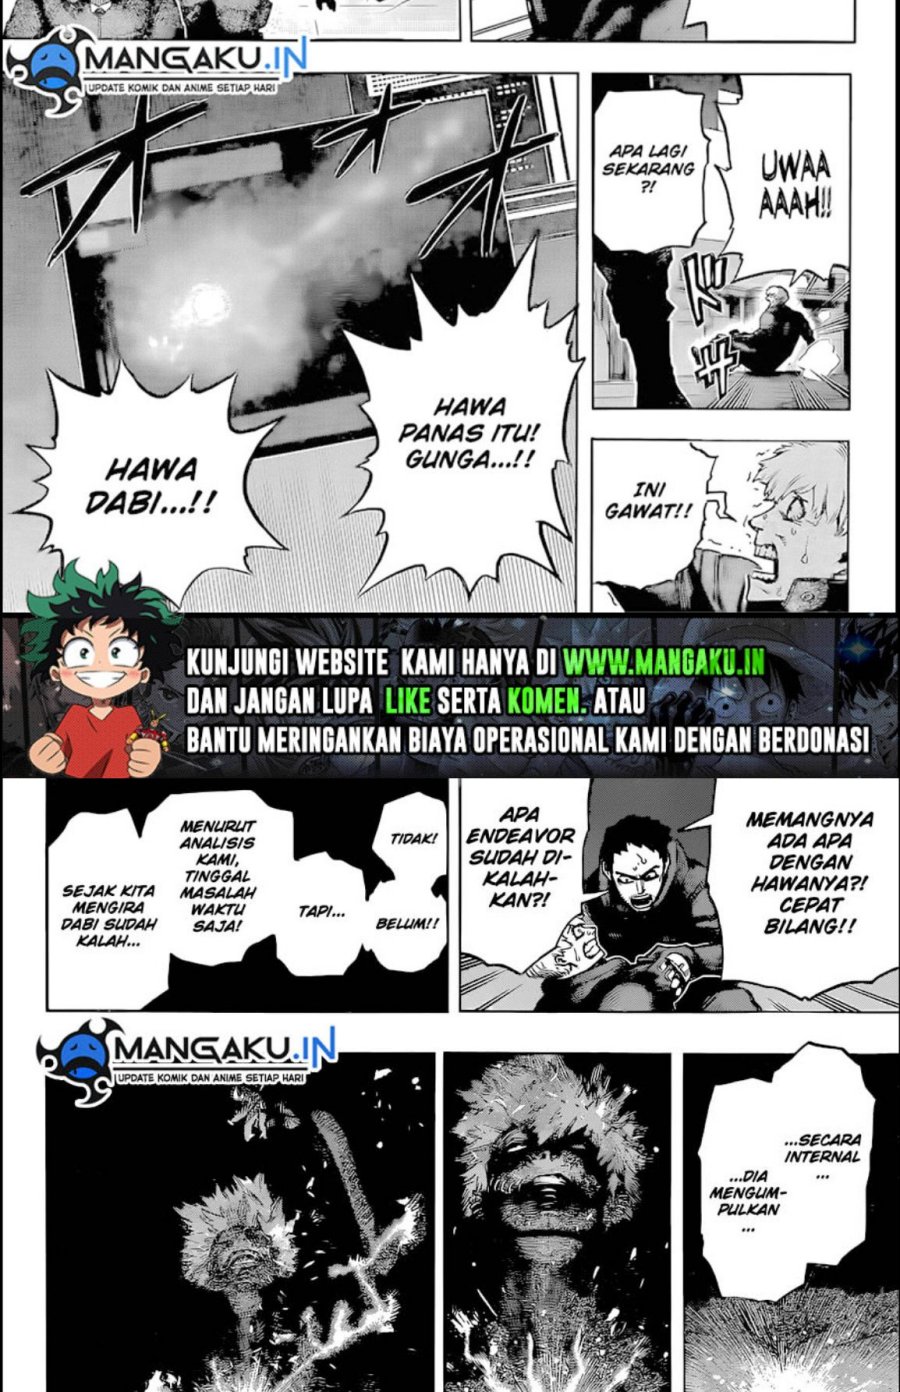 MANGAKU.IN
UPDATE KOMIK DAN ANIME SETIAP HARI
UWAA
AAAH!!
APA LAGI
SEKARANG
?!
HAWA
PANAS ITU!
GUNGA...!!
HAWA
DABI...!!
INI
GAWAT!!
KUNJUNGI WEBSITE KAMI HANYA DI WWW.MANGAKU.IN
DAN JANGAN LUPA LIKE SERTA KOMEN. ATAU
BANTU MERINGANKAN BIAYA OPERASIONAL KAMI DENGAN BERDONASI
MEMANGNYA
ADA APA
DENGAN
HAWANYA?!
CEPAT
BILANG!!
APA
ENDEAVOR
SUDAH DI-
KALAH-
KAN?!
TIDAK!
BELUM!!
TAPI...
MENURUT
ANALISIS
KAMI,
TINGGAL
MASALAH
WAKTU
SAJA!
SEJAK KITA
MENGIRA
DABI SUDAH
KALAH...
MANGAKU.IN
UPDATE KOMIK DAN ANIME SETIAP HARI
...SECARA
INTERNAL
...
...DIA
MENGUM-
PULKAN
...